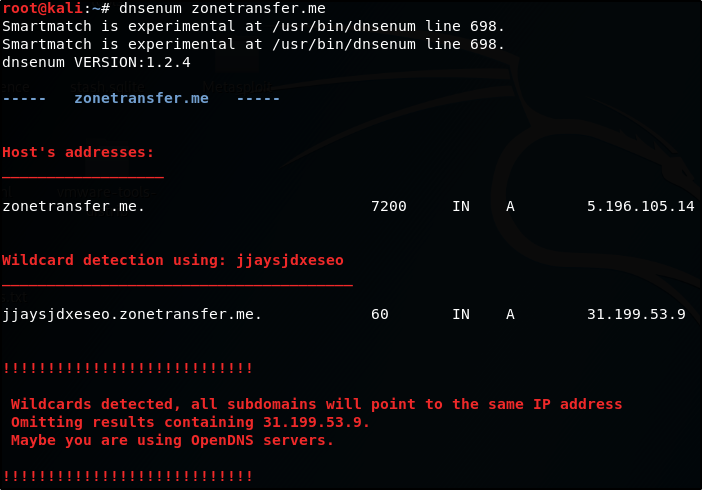 root@kali:~# dnsenum zonetransfer.me
Smartmatch is experimental at /usr/bin/dnsenum line 698.
Smartmatch is experimental at /usr/bin/dnsenum line 698.
dnsenum VERSION:1.2.4
----- zonetransfer.me -----
Host's addresses:
__________________
zonetransfer.me. 7200 IN A 5.196.105.14
Wildcard detection using: jjaysjdxeseo
_______________________________________
jjaysjdxeseo.zonetransfer.me. 60 IN A 31.199.53.9
!!!!!!!!!!!!!!!!!!!!!!!!!!!!
Wildcards detected, all subdomains will point to the same IP address
Omitting results containing 31.199.53.9.
Maybe you are using OpenDNS servers.
!!!!!!!!!!!!!!!!!!!!!!!!!!!!